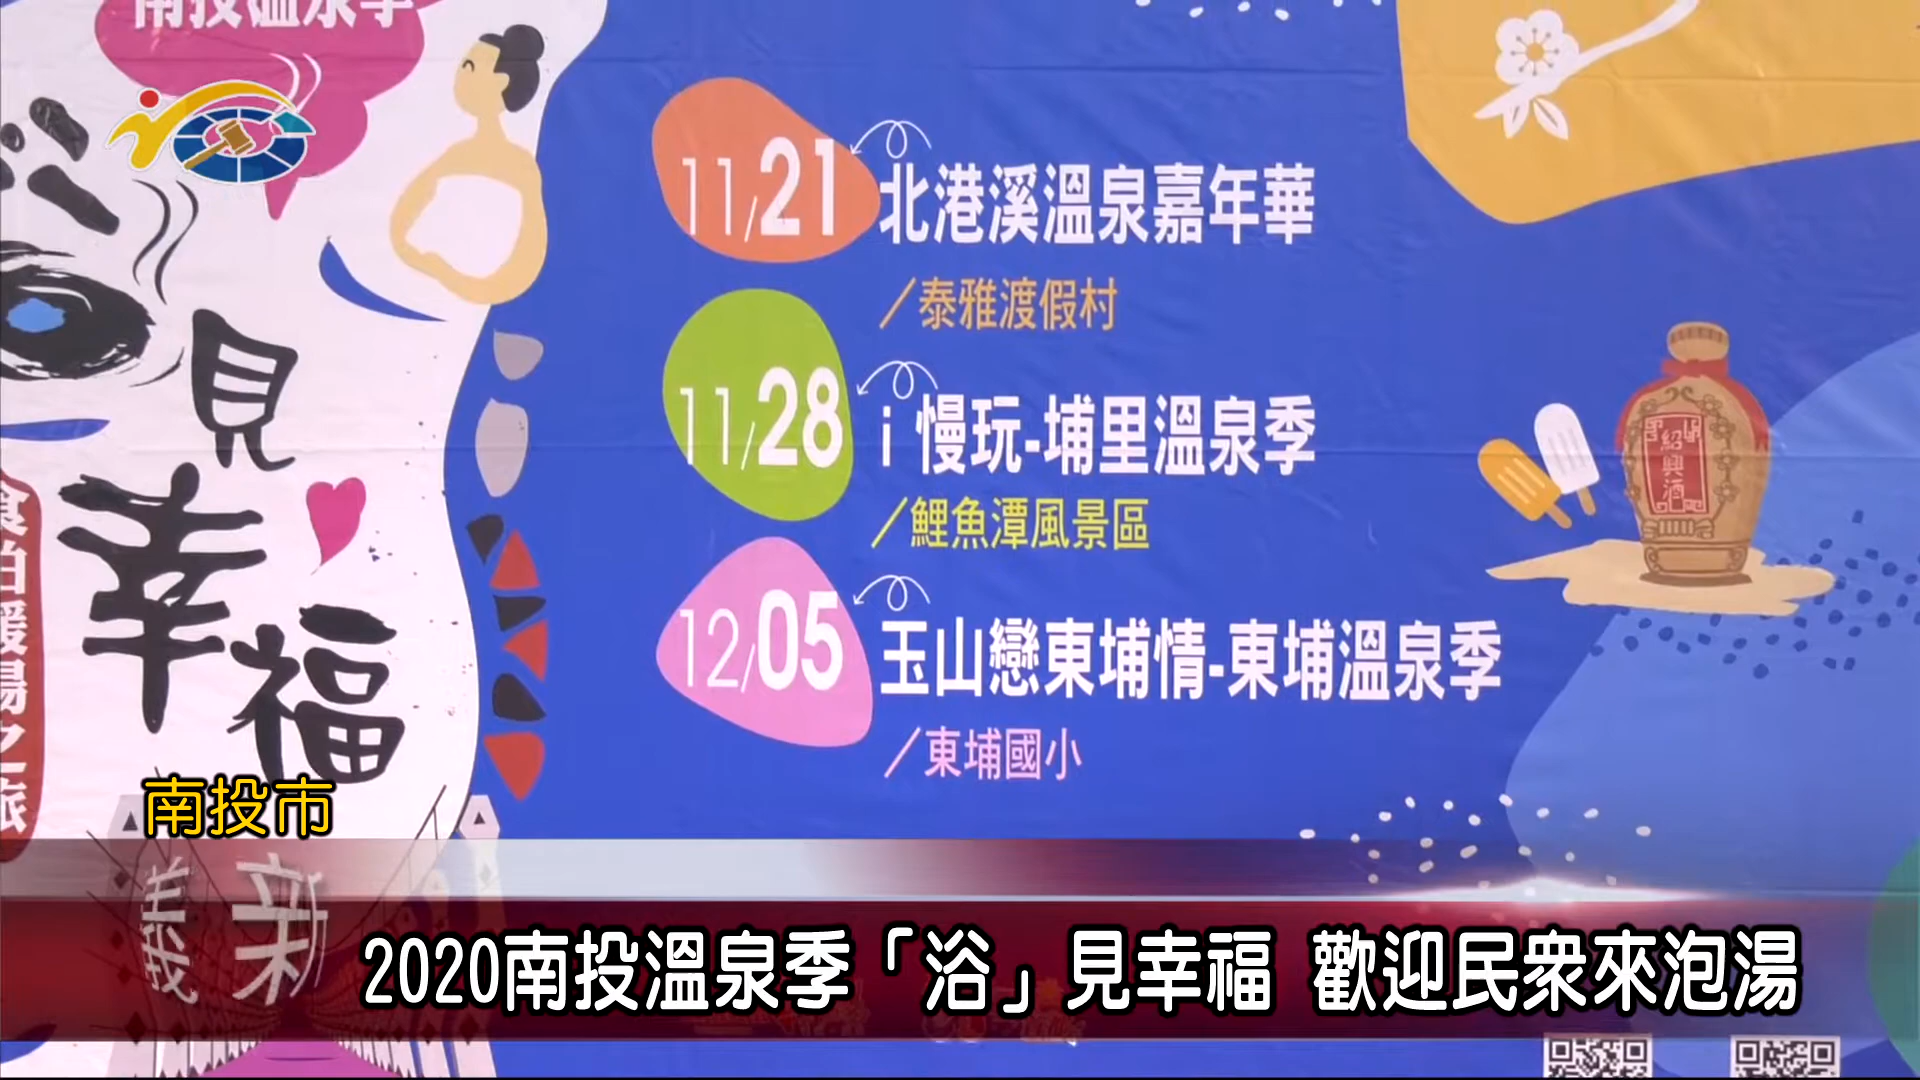 南投溫泉季
見
幸
福
11/21
北港溪溫泉嘉年華
／泰雅渡假村
11/28
i 慢玩-埔里溫泉季
／鯉魚潭風景區
12/05
玉山戀東埔情-東埔溫泉季
／東埔國小
紹興酒
南投市
2020南投溫泉季「浴」見幸福 歡迎民眾來泡湯